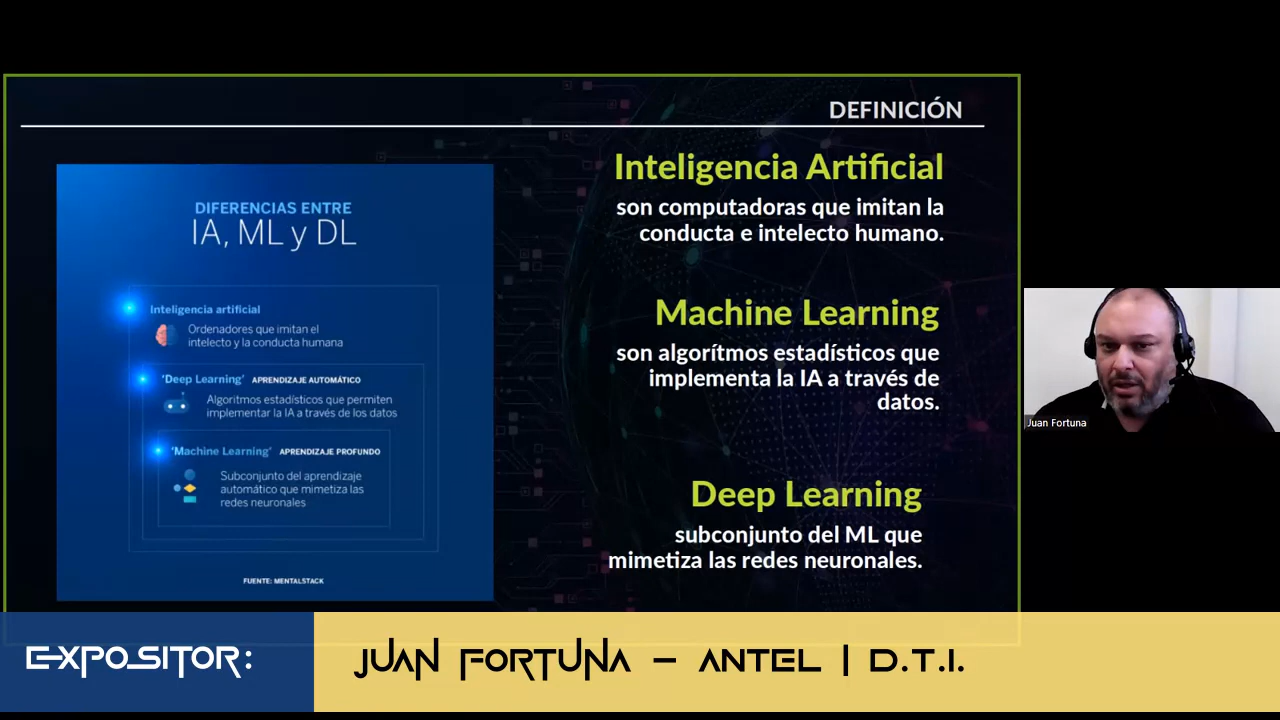 DEFINICIÓN
DIFERENCIAS ENTRE
IA, ML y DL
Inteligencia artificial
Ordenadores que imitan el
intelecto y la conducta humana
'Deep Learning' APRENDIZAJE AUTOMÁTICO
Algoritmos estadísticos que permiten
implementar la IA a través de los datos
'Machine Learning' APRENDIZAJE PROFUNDO
Subconjunto del aprendizaje
automático que mimetiza las
redes neuronales
FUENTE: MENTALSTACK
Inteligencia Artificial
son computadoras que imitan la
conducta e intelecto humano.
Machine Learning
son algorítmos estadísticos que
implementa la IA a través de
datos.
Deep Learning
subconjunto del ML que
mimetiza las redes neuronales.
Juan Fortuna
EXPOSITOR:
JUAN FORTUNA – ANTEL | D.T.I.